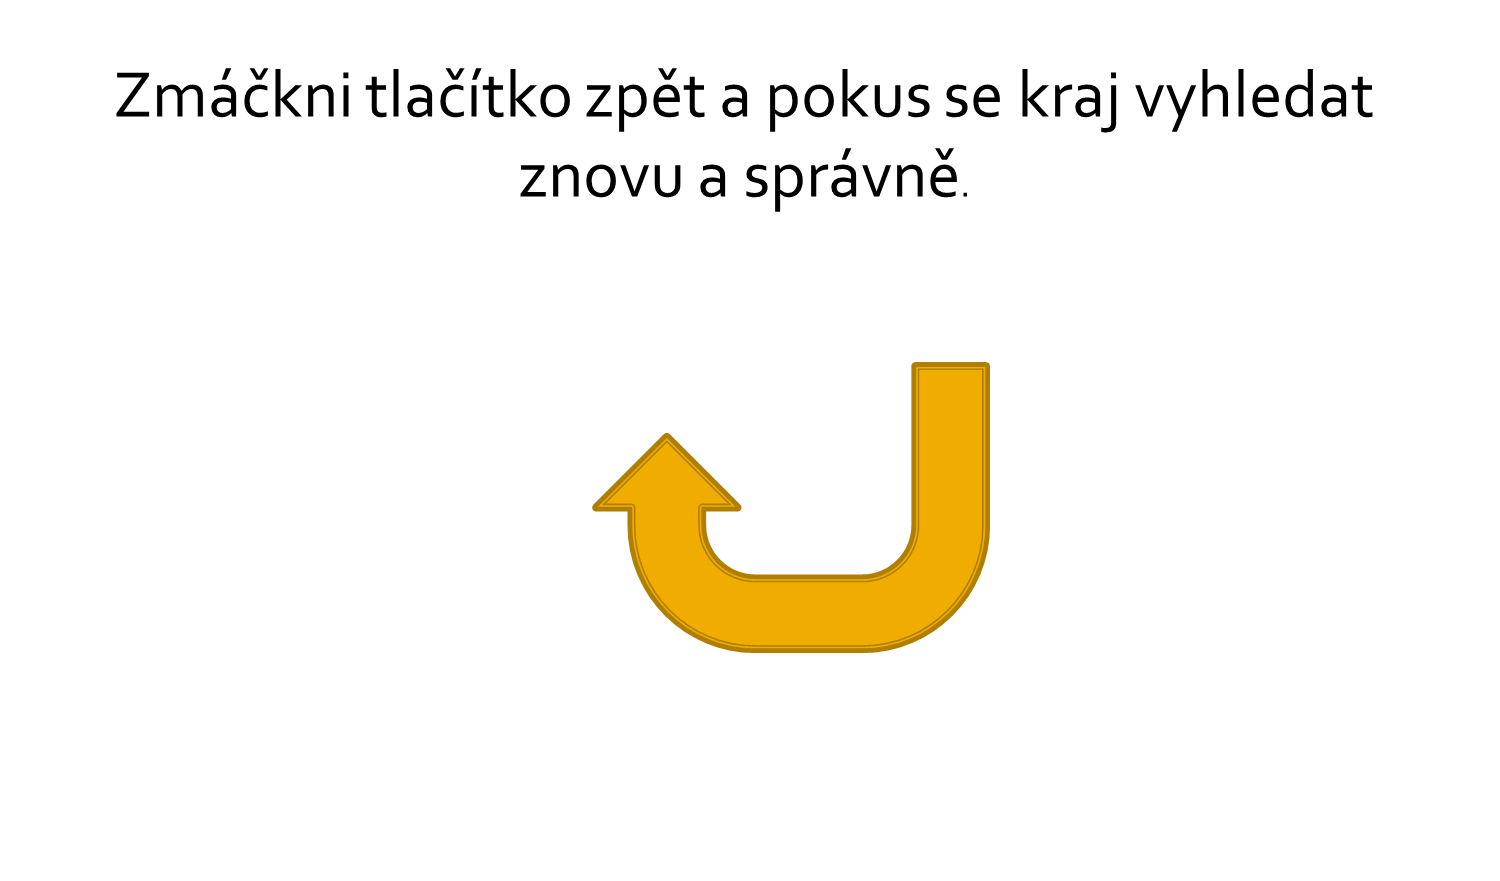 Zmáčkni tlačítko zpět a pokus se kraj vyhledat
znovu a správně.